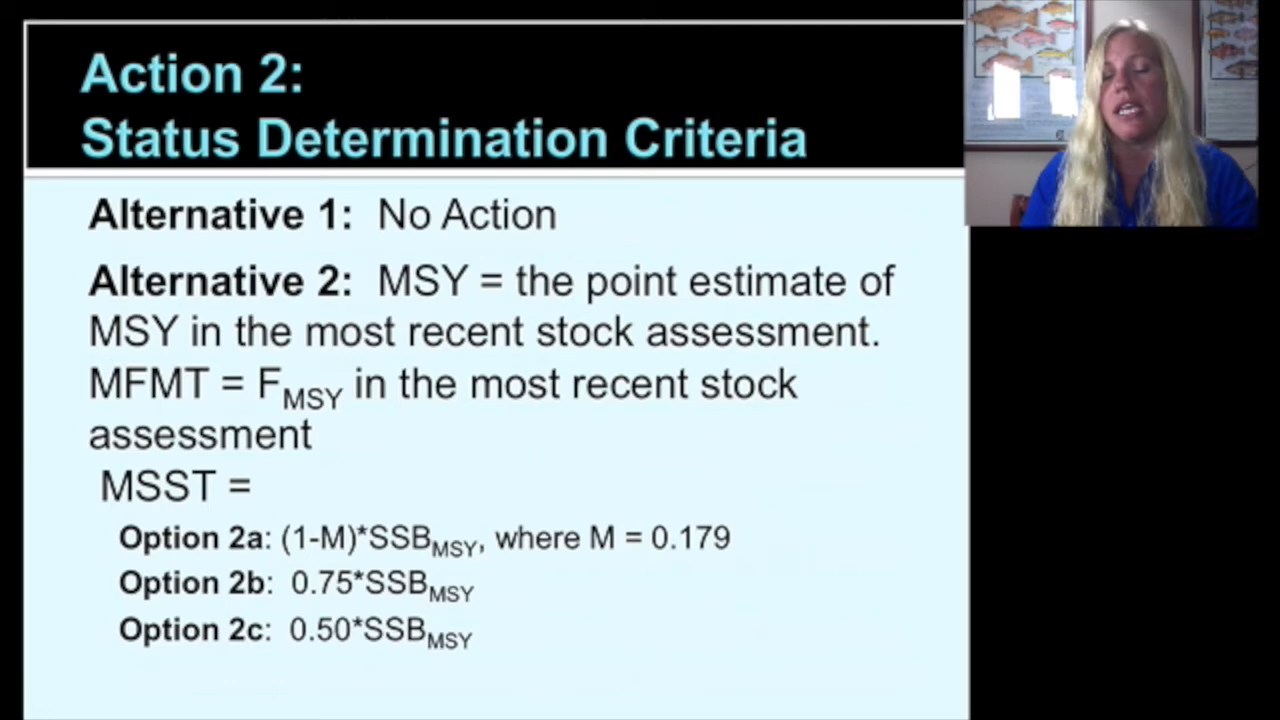 Action 2:
Status Determination Criteria
Alternative 1: No Action
Alternative 2: MSY = the point estimate of
MSY in the most recent stock assessment.
MFMT = FMSY in the most recent stock
assessment
MSST =
Option 2a: (1-M)*SSBMSY, where M = 0.179
Option 2b: 0.75*SSBMSY
Option 2c: 0.50*SSBMSY